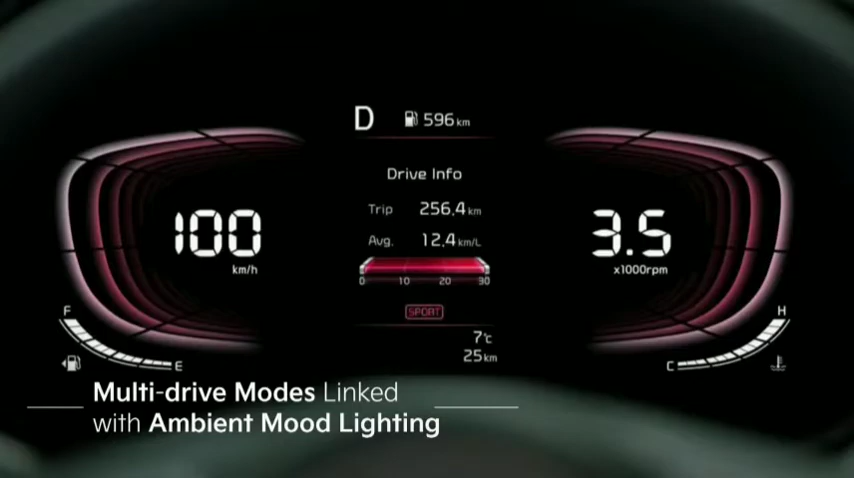 D 596 km
Drive Info
Trip 256.4 km
Avg. 12.4 km/L
0 10 20 30
SPORT
7℃
25 km
100
km/h
3.5
x1000rpm
F
E
H
C
Multi-drive Modes Linked
with Ambient Mood Lighting